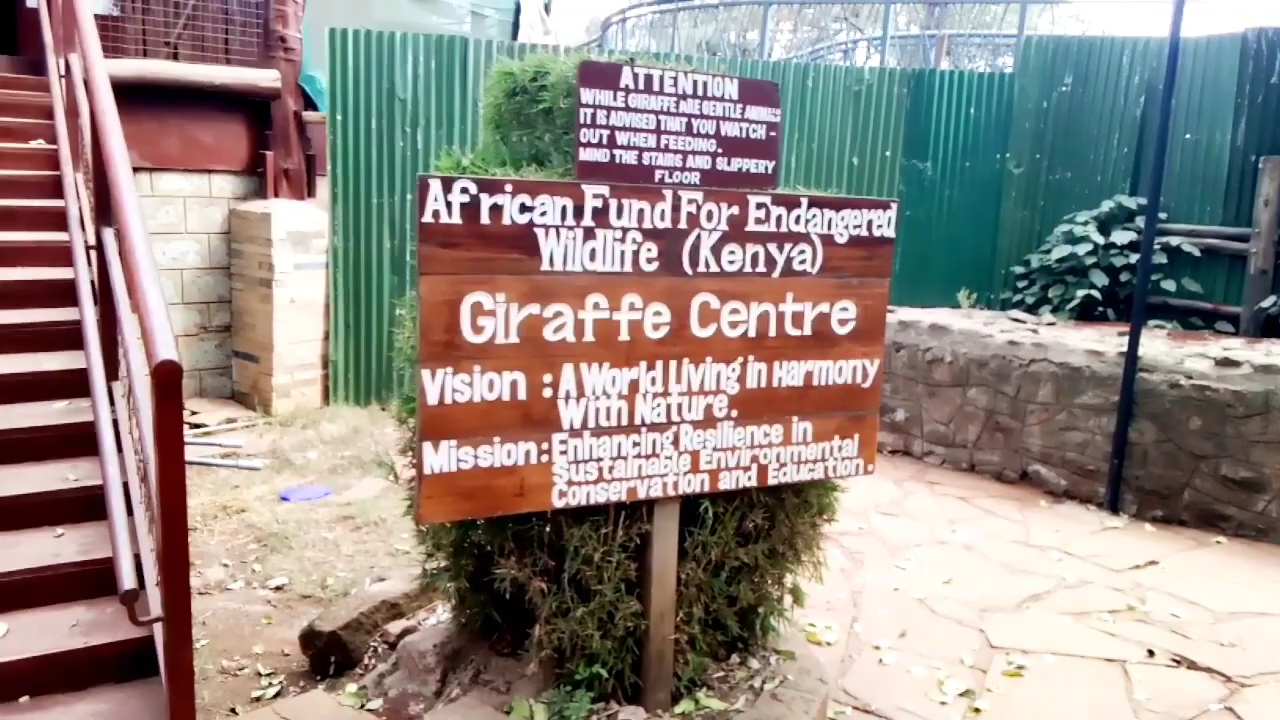 ATTENTION
WHILE GIRAFFE ARE GENTLE ANIMALS
IT IS ADVISED THAT YOU WATCH -
OUT WHEN FEEDING.
MIND THE STAIRS AND SLIPPERY
FLOOR
African Fund For Endangered
Wildlife (Kenya)
Giraffe Centre
Vision : A World Living in Harmony
With Nature.
Mission: Enhancing Resilience in
Sustainable Environmental
Conservation and Education.